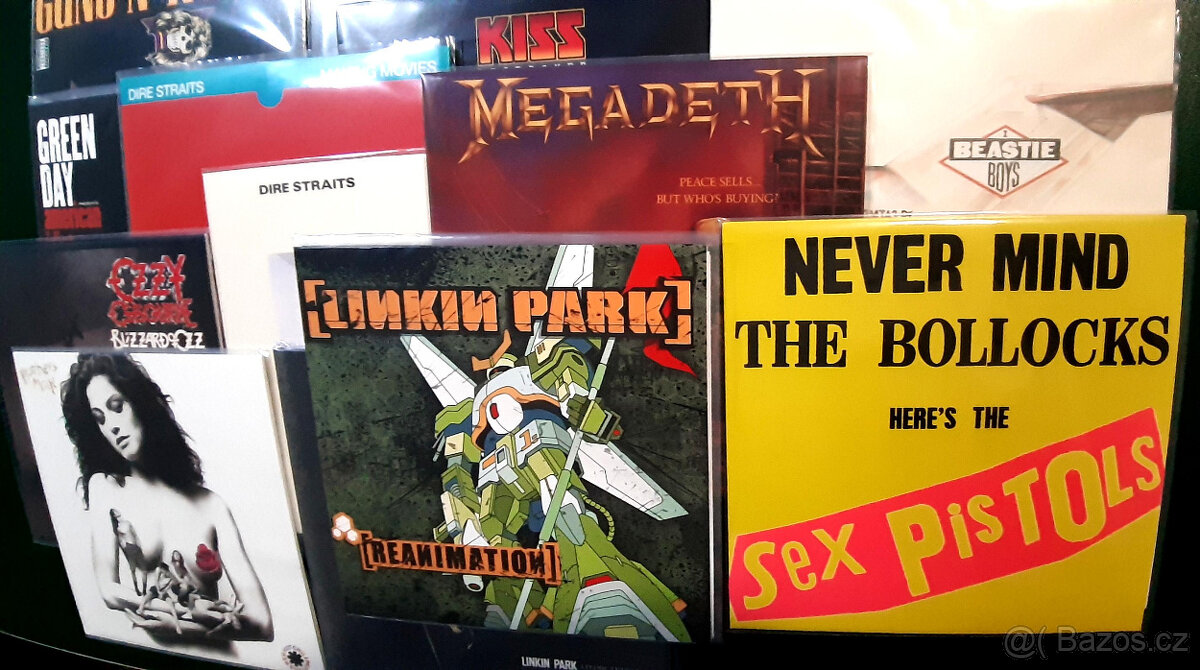 GUNS N'
KISS
DIRE STRAITS
MOVIES
MEGADETH
PEACE SELLS...
BUT WHO'S BUYING?
BEASTIE
BOYS
GREEN
DAY
DIRE STRAITS
OZZY
OSBOURNE
BLIZZARD OF OZZ
[LINKIN PARK]
[REANIMATION]
NEVER MIND
THE BOLLOCKS
HERE'S THE
Sex PisTOLs
LINKIN PARK
@( Bazos.cz